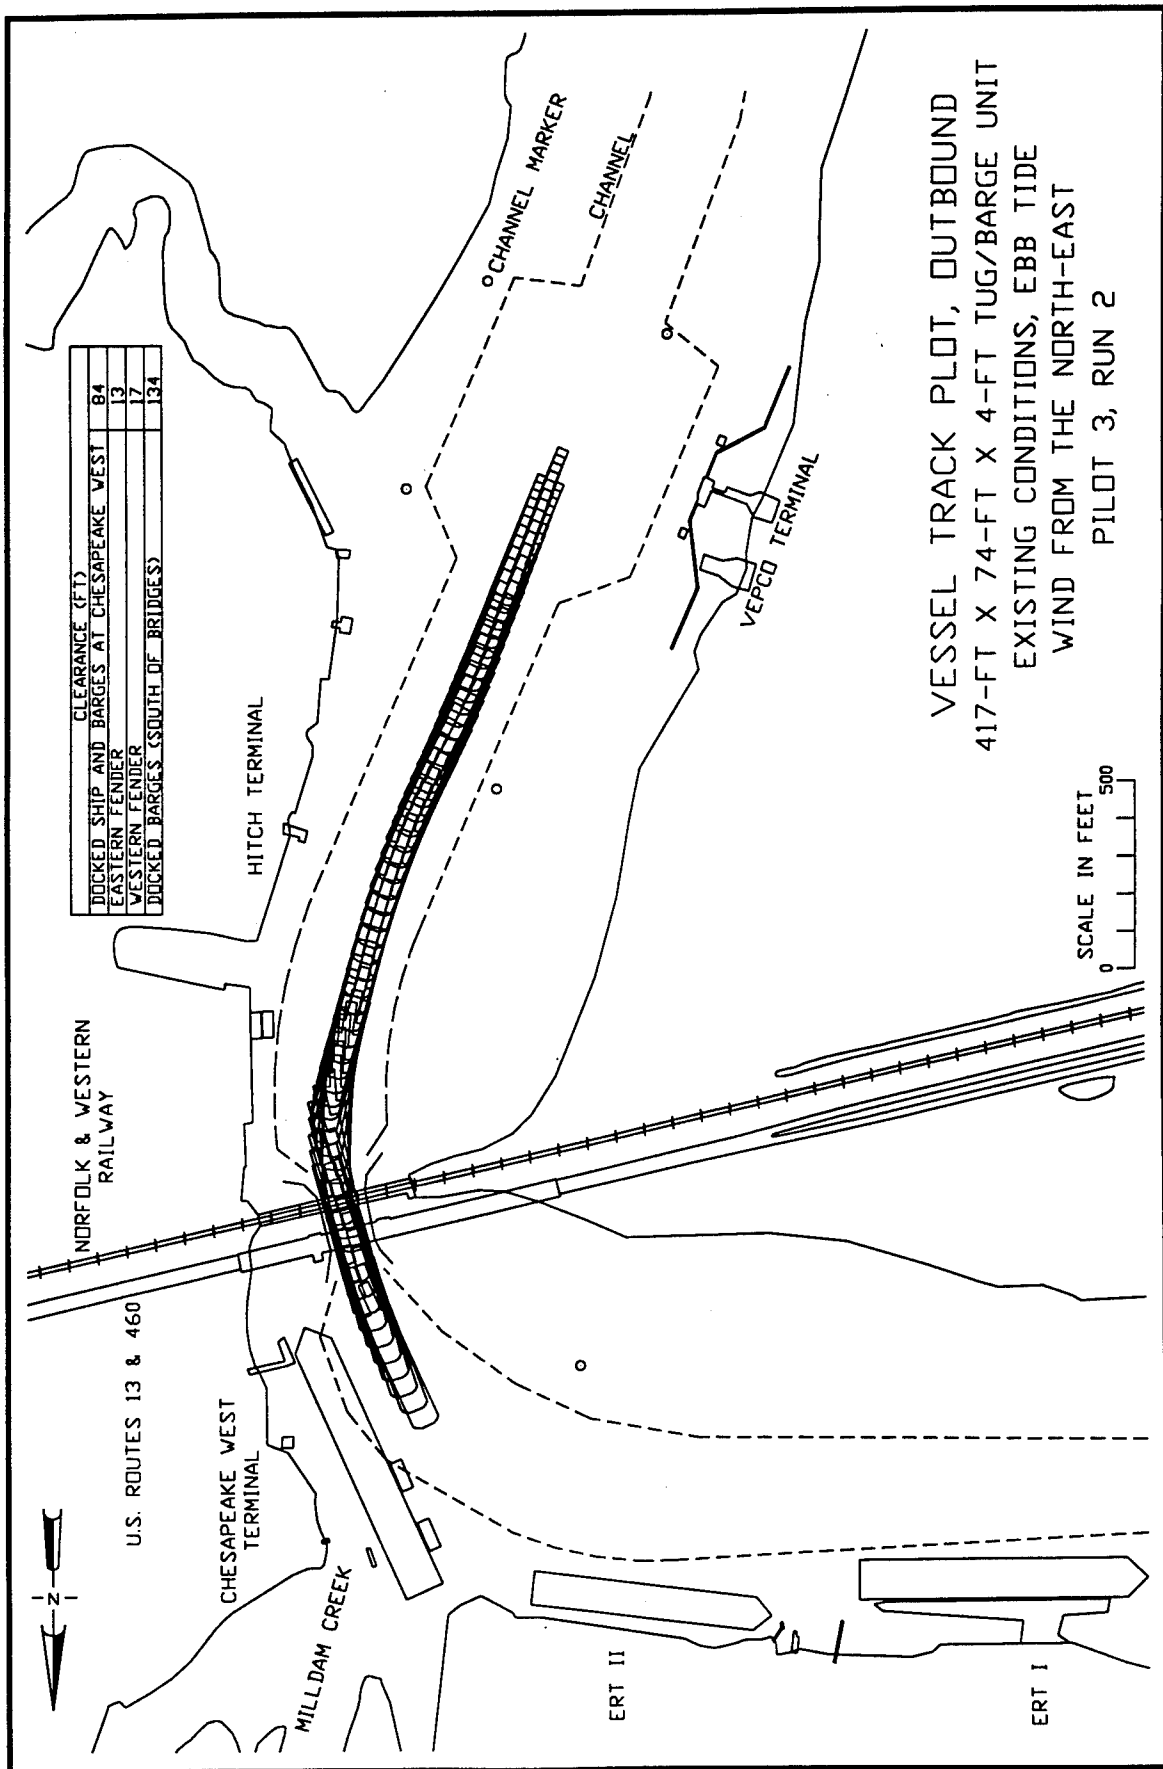 CLEARANCE (FT)
DOCKED SHIP AND BARGES AT CHESAPEAKE WEST 84
EASTERN FENDER 13
WESTERN FENDER 17
DOCKED BARGES (SOUTH OF BRIDGES) 134
N
NORFOLK & WESTERN
RAILWAY
U.S. ROUTES 13 & 460
HITCH TERMINAL
CHESAPEAKE WEST
TERMINAL
MILLDAM CREEK
CHANNEL MARKER
CHANNEL
VEPCO TERMINAL
ERT II
ERT I
VESSEL TRACK PLOT, OUTBOUND
417-FT X 74-FT X 4-FT TUG/BARGE UNIT
EXISTING CONDITIONS, EBB TIDE
WIND FROM THE NORTH-EAST
PILOT 3, RUN 2
SCALE IN FEET
0 500